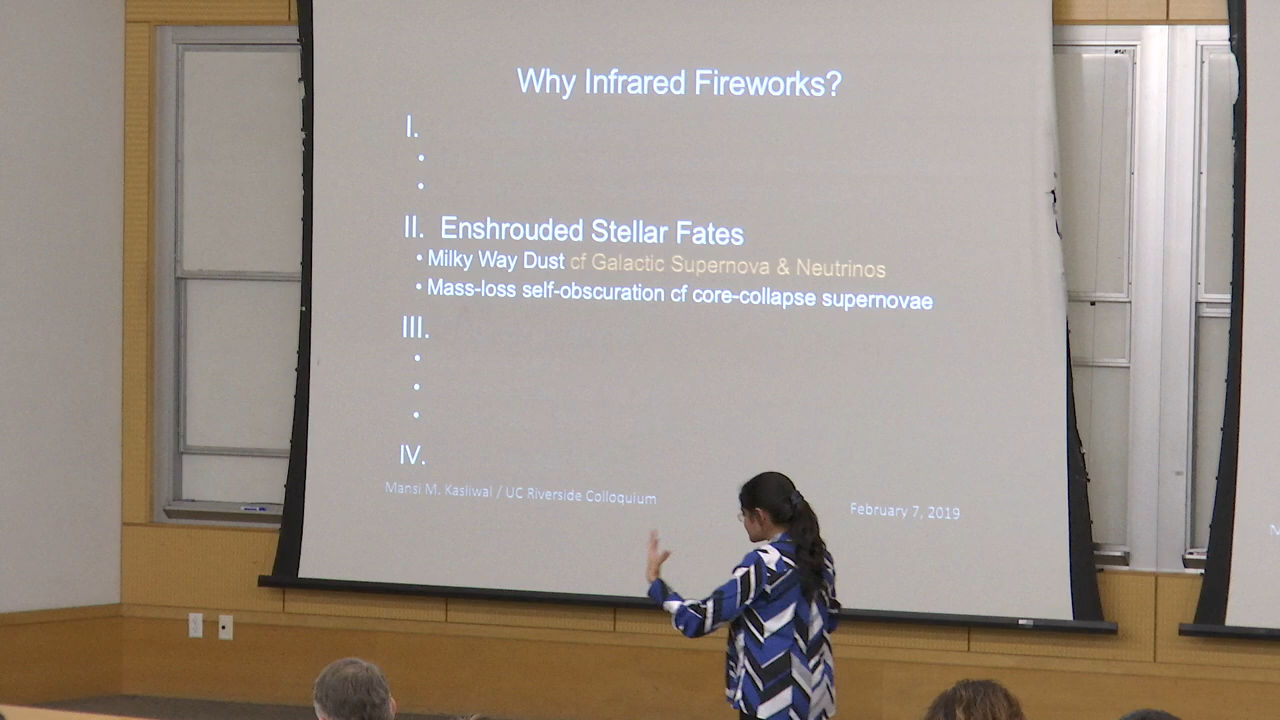 Why Infrared Fireworks?
I.
•
•
II. Enshrouded Stellar Fates
• Milky Way Dust cf Galactic Supernova & Neutrinos
• Mass-loss self-obscuration cf core-collapse supernovae
III.
•
•
•
IV.
Mansi M. Kasliwal / UC Riverside Colloquium
February 7, 2019